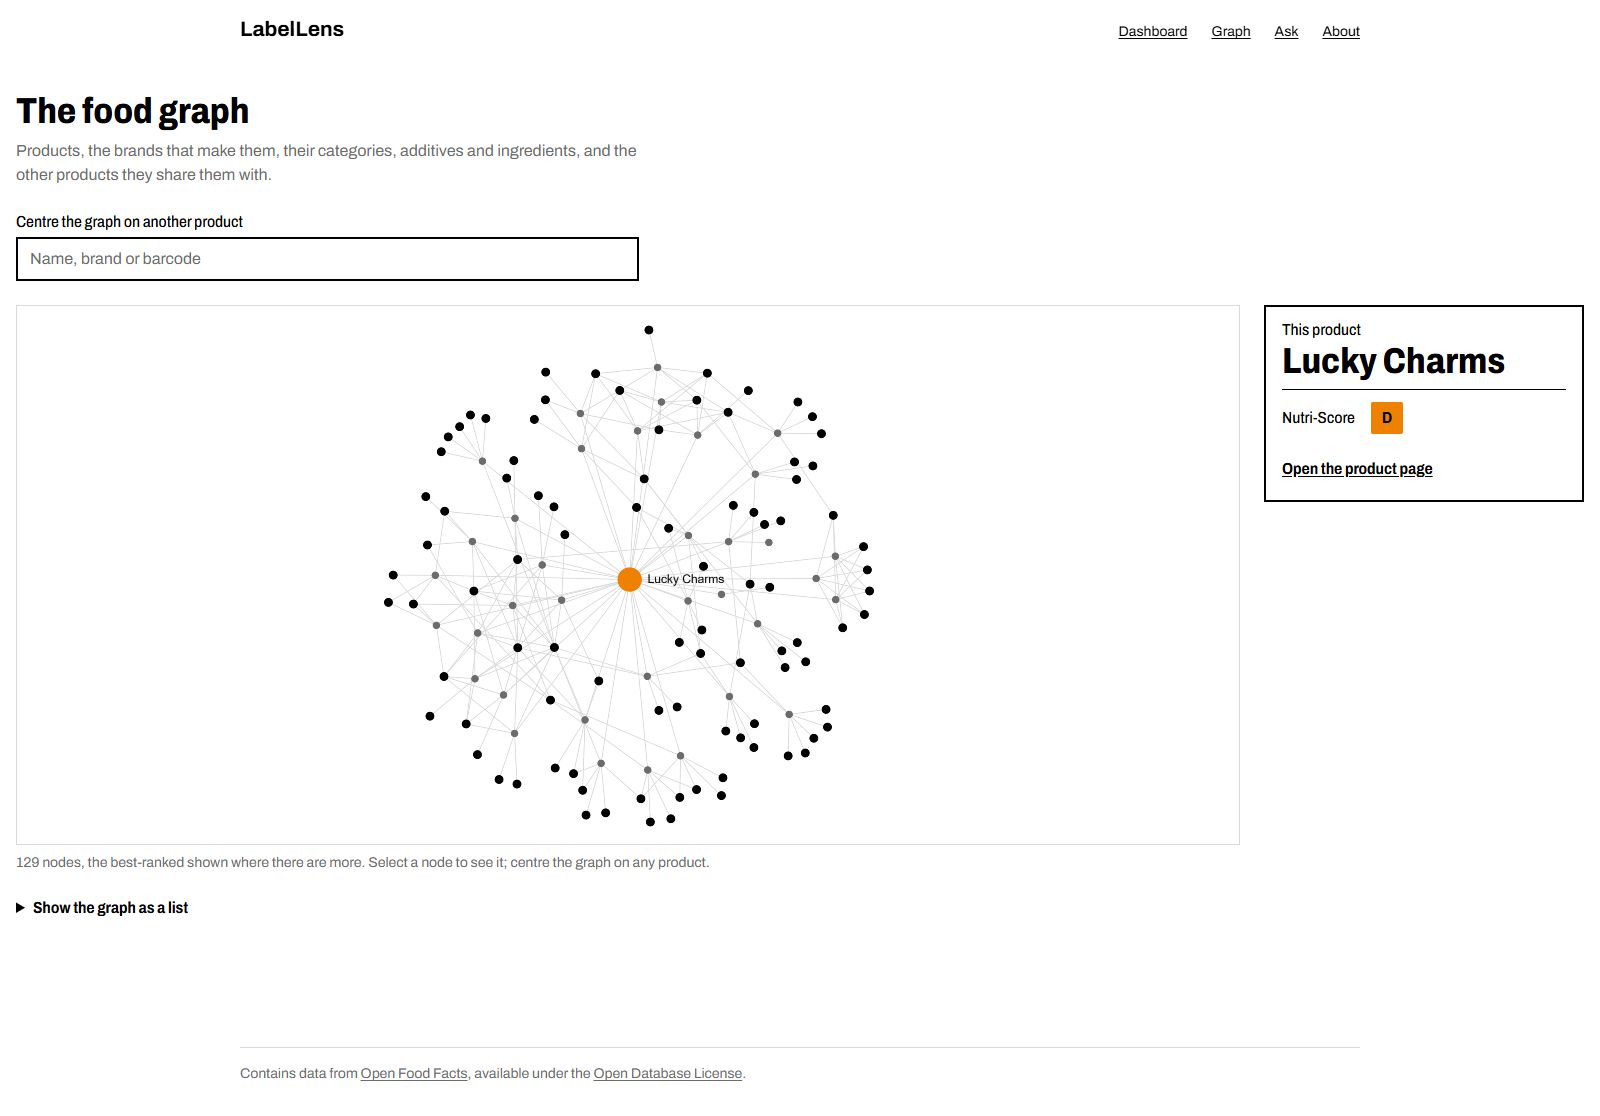 LabelLens
Dashboard Graph Ask About
The food graph
Products, the brands that make them, their categories, additives and ingredients, and the
other products they share them with.
Centre the graph on another product
Name, brand or barcode
Lucky Charms
This product
Lucky Charms
Nutri-Score D
Open the product page
129 nodes, the best-ranked shown where there are more. Select a node to see it; centre the graph on any product.
Show the graph as a list
Contains data from Open Food Facts, available under the Open Database License.